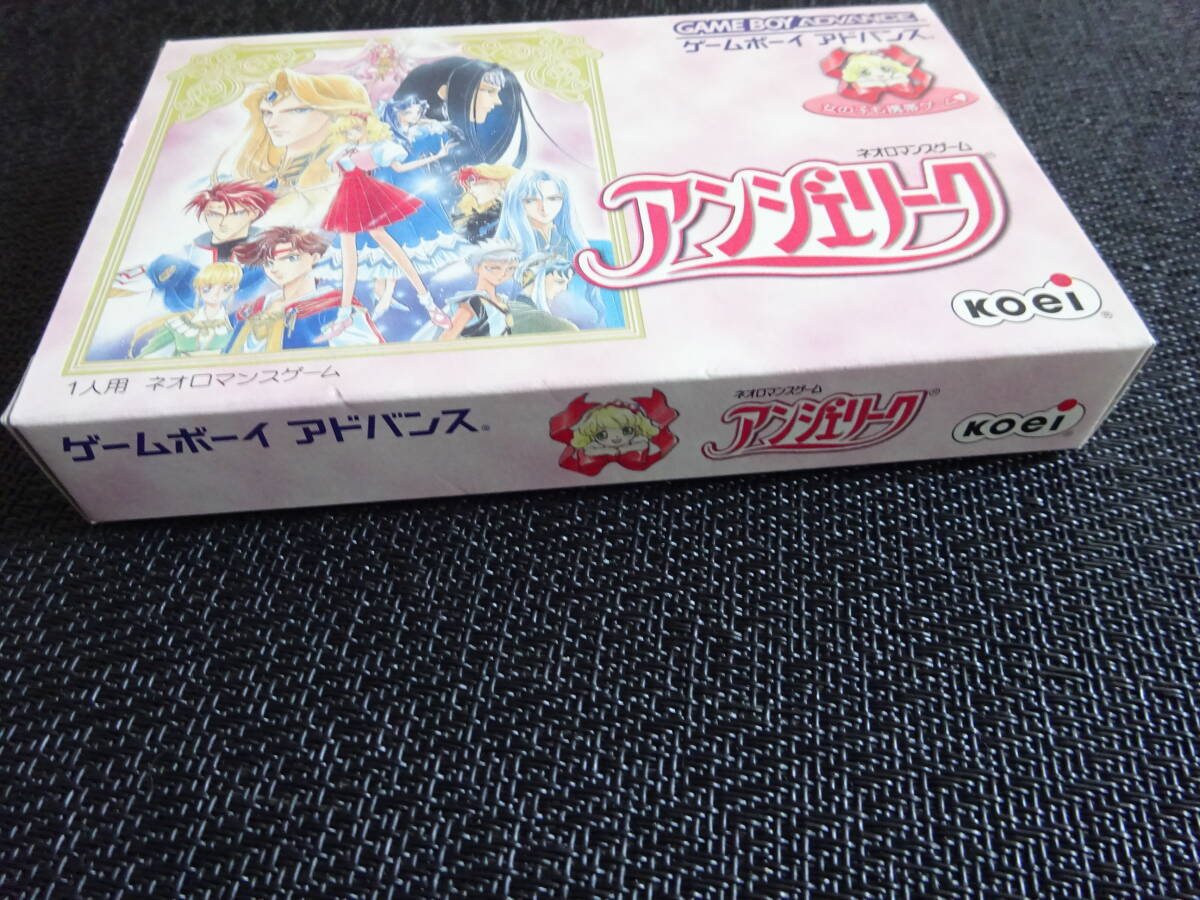 GAME BOY ADVANCE
ゲームボーイ アドバンス
女の子も携帯ゲーム♥
ネオロマンスゲーム
アンジェリーク®
KOEI®
1人用 ネオロマンスゲーム
ゲームボーイ アドバンス®
ネオロマンスゲーム
アンジェリーク®
KOEI®